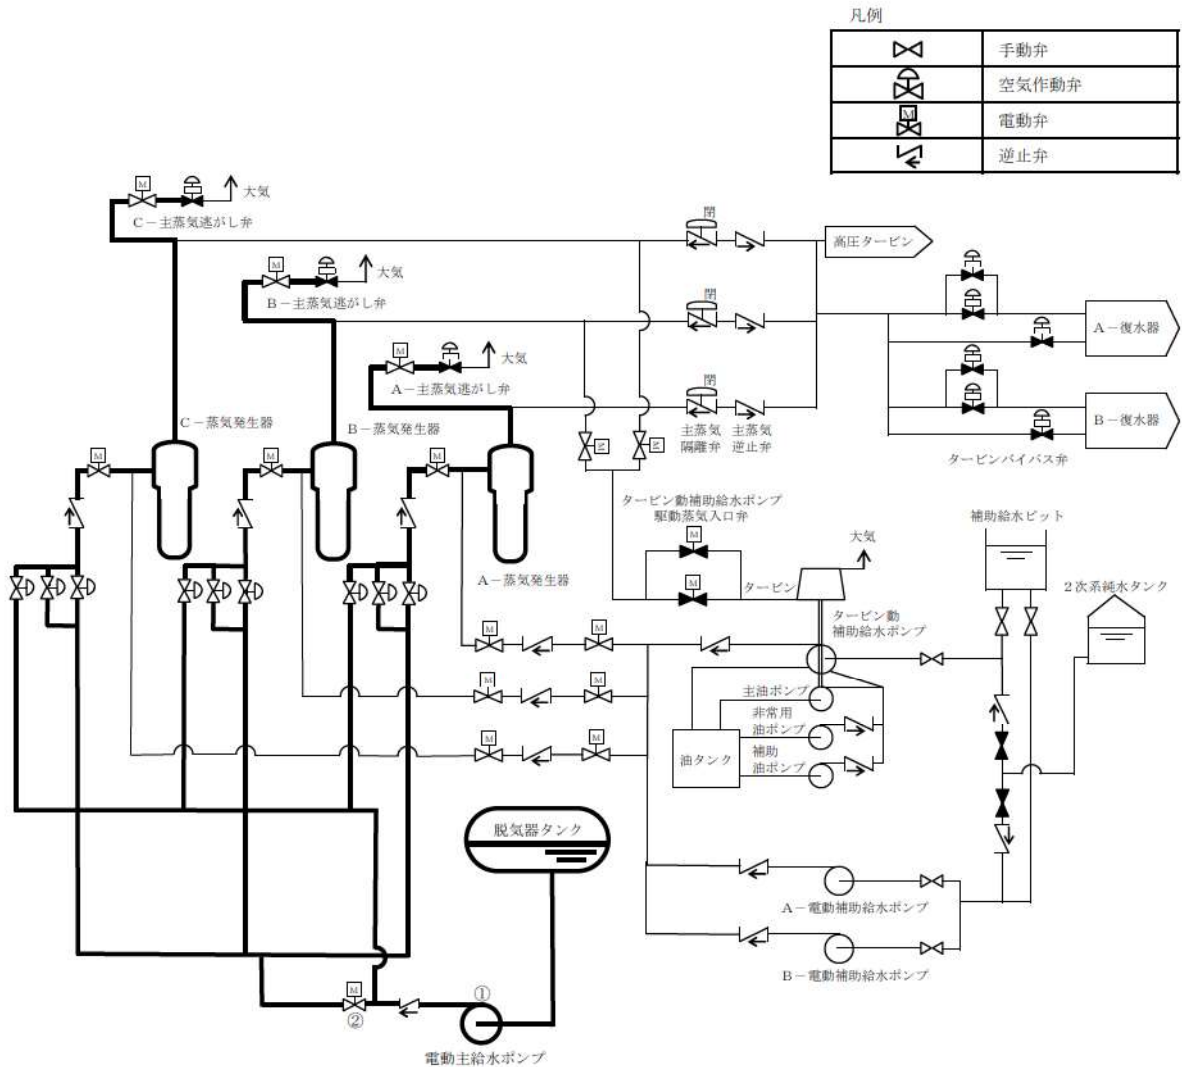 凡例
手動弁
空気作動弁
M
電動弁
逆止弁
M
大気
C－主蒸気逃がし弁
閉
高圧タービン
M
大気
B－主蒸気逃がし弁
閉
A－復水器
M
大気
A－主蒸気逃がし弁
閉
主蒸気
隔離弁
主蒸気
逆止弁
B－復水器
タービンバイパス弁
C－蒸気発生器
B－蒸気発生器
M
M
M
M
M
タービン動補助給水ポンプ
駆動蒸気入口弁
M
M
大気
タービン
補助給水ピット
2次系純水タンク
A－蒸気発生器
タービン動
補助給水ポンプ
M
M
M
M
M
M
主油ポンプ
非常用
油ポンプ
補助
油ポンプ
油タンク
脱気器タンク
A－電動補助給水ポンプ
B－電動補助給水ポンプ
M
②
①
電動主給水ポンプ